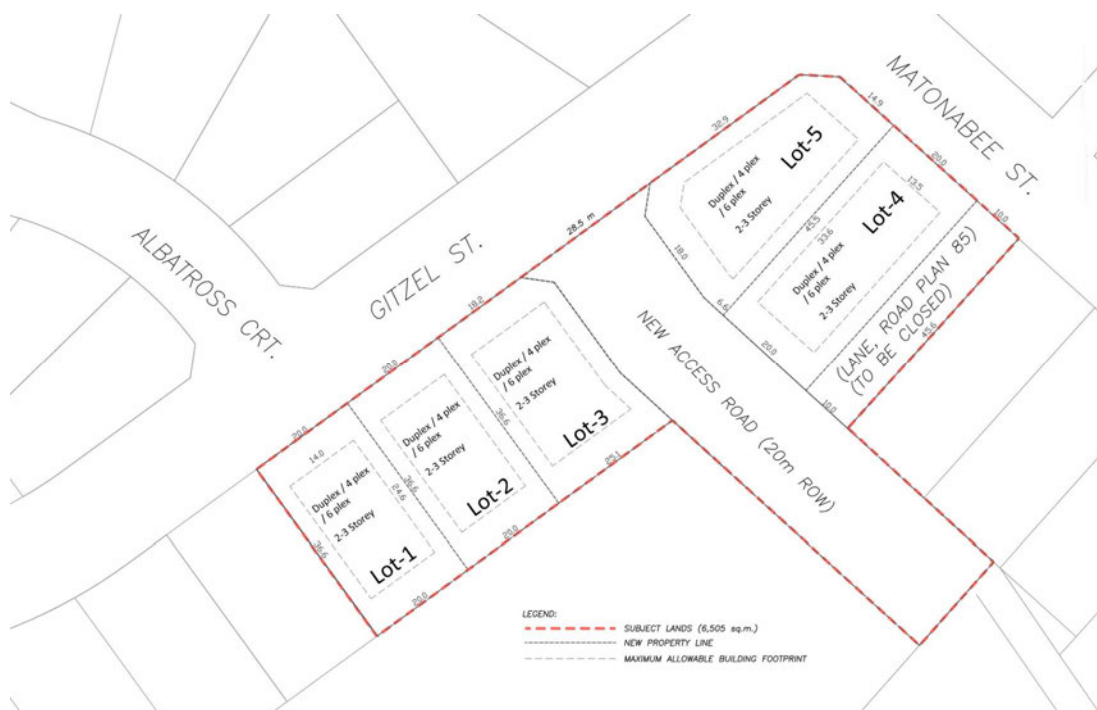 MATONABEE ST.
ALBATROSS CRT.
GITZEL ST.
14.9
32.9
20.0
10.0
Lot-5
Duplex / 4 plex
/ 6 plex
2-3 Storey
13.5
Lot-4
Duplex / 4 plex
/ 6 plex
2-3 Storey
45.5
33.6
28.5 m
18.0
6.6
20.0
10.0
(LANE, ROAD PLAN 85)
(TO BE CLOSED)
45.6
NEW ACCESS ROAD (20m ROW)
18.2
20.0
20.0
Duplex / 4 plex
/ 6 plex
2-3 Storey
Lot-3
36.6
25.1
Duplex / 4 plex
/ 6 plex
2-3 Storey
Lot-2
36.6
24.6
20.0
14.0
Duplex / 4 plex
/ 6 plex
2-3 Storey
Lot-1
36.6
20.0
LEGEND:
SUBJECT LANDS (6,505 sq.m.)
NEW PROPERTY LINE
MAXIMUM ALLOWABLE BUILDING FOOTPRINT